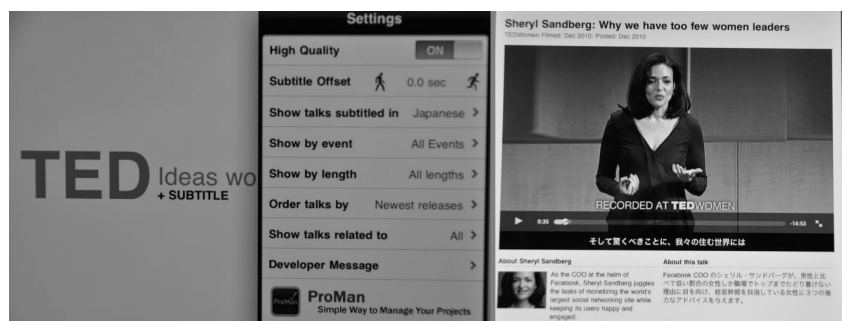 TED Ideas wo
+ SUBTITLE
Settings
High Quality ON
Subtitle Offset 0.0 sec
Show talks subtitled in Japanese >
Show by event All Events >
Show by length All lengths >
Order talks by Newest releases >
Show talks related to All >
Developer Message >
ProMan
ProMan
Simple Way to Manage Your Projects
Sheryl Sandberg: Why we have too few women leaders
TEDWomen Filmed: Dec 2010; Posted: Dec 2010
RECORDED AT TEDWOMEN
0:35 -14:53
そして驚くべきことに、我々の住む世界には
About Sheryl Sandberg
As the COO at the helm of
Facebook, Sheryl Sandberg juggles
the tasks of monetizing the world's
largest social networking site while
keeping its users happy and
engaged.
About this talk
Facebook COO のシェリル・サンドバーグが、男性と比
べて低い割合の女性しか職場でトップまでたどり着けない
理由に目を向け、経営幹部を目指している女性に３つの強
力なアドバイスを与えます。